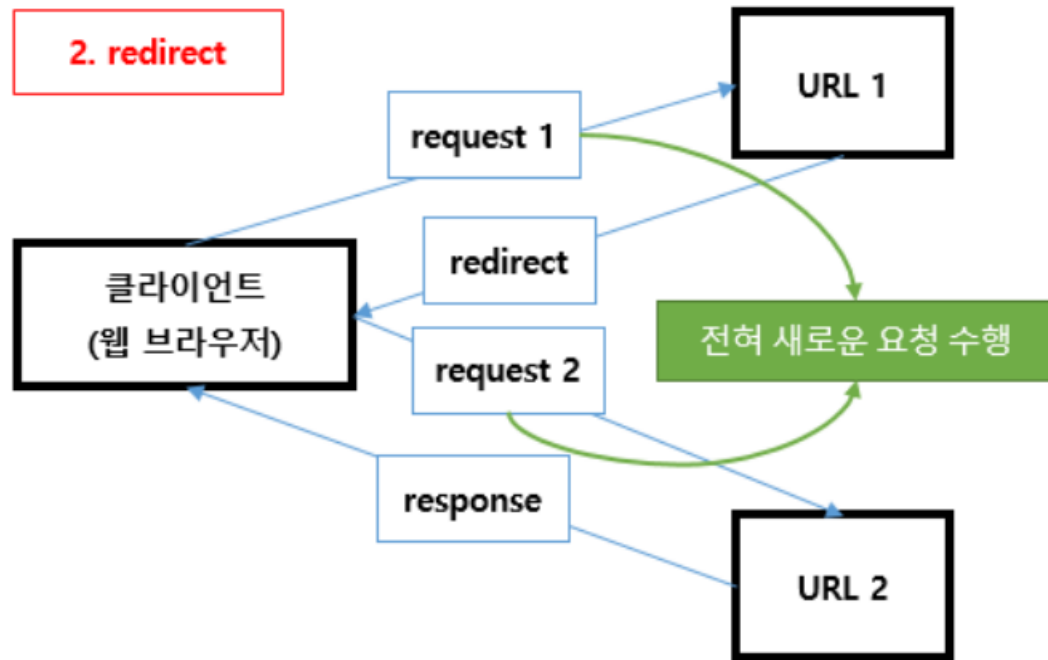 2. redirect
URL 1
request 1
redirect
클라이언트
(웹 브라우저)
전혀 새로운 요청 수행
request 2
response
URL 2